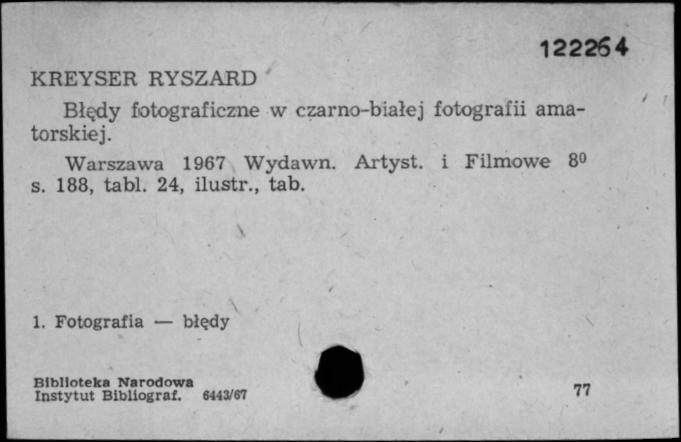 122264
KREYSER RYSZARD
Błędy fotograficzne w czarno-białej fotografii ama-
torskiej.
Warszawa 1967 Wydawn. Artyst. i Filmowe 8⁰
s. 188, tabl. 24, ilustr., tab.
1. Fotografia — błędy
Biblioteka Narodowa
Instytut Bibliograf. 6443/67
77